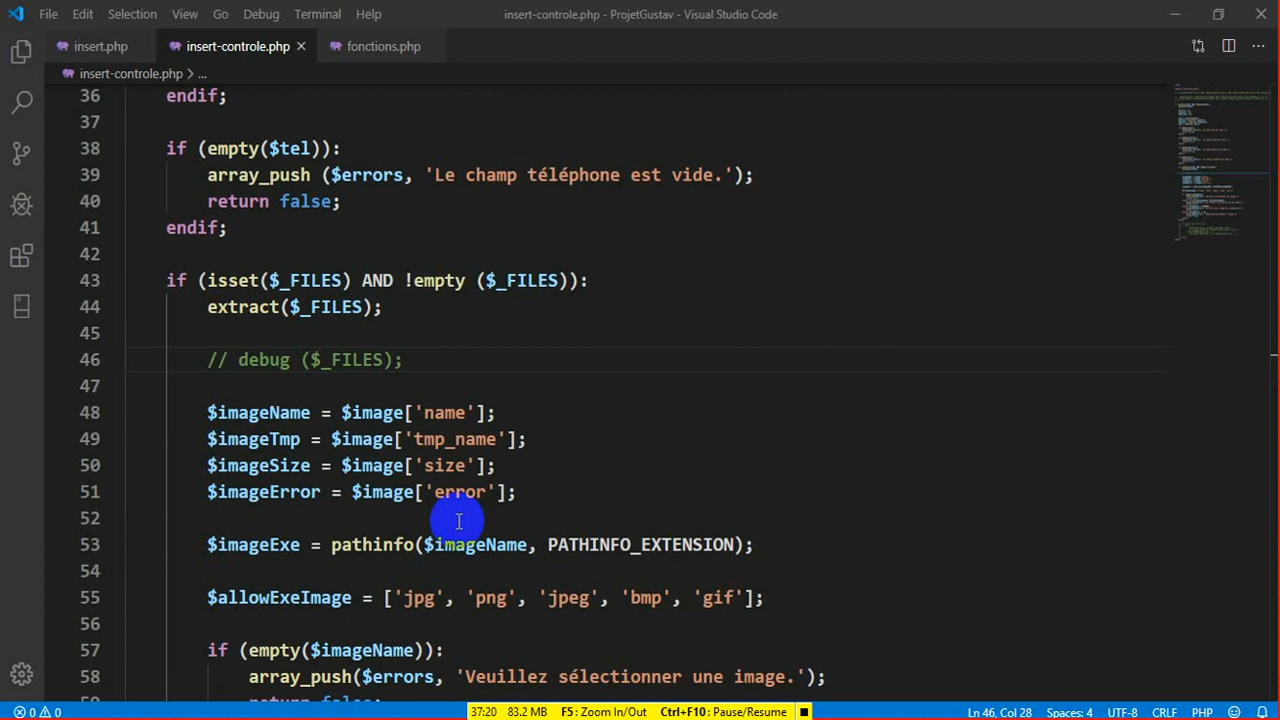 File Edit Selection View Go Debug Terminal Help insert-controle.php - ProjetGustav - Visual Studio Code
insert.php insert-controle.php × fonctions.php
insert-controle.php > ...
36 endif;
37
38 if (empty($tel)):
39 array_push ($errors, 'Le champ téléphone est vide.');
40 return false;
41 endif;
42
43 if (isset($_FILES) AND !empty ($_FILES)):
44 extract($_FILES);
45
46 // debug ($_FILES);
47
48 $imageName = $image['name'];
49 $imageTmp = $image['tmp_name'];
50 $imageSize = $image['size'];
51 $imageError = $image['error'];
52
53 $imageExe = pathinfo($imageName, PATHINFO_EXTENSION);
54
55 $allowExeImage = ['jpg', 'png', 'jpeg', 'bmp', 'gif'];
56
57 if (empty($imageName)):
58 array_push($errors, 'Veuillez sélectionner une image.');
59 return false;
0 0 37:20 83.2 MB F5: Zoom In/Out Ctrl+F10: Pause/Resume Ln 46, Col 28 Spaces: 4 UTF-8 CRLF PHP